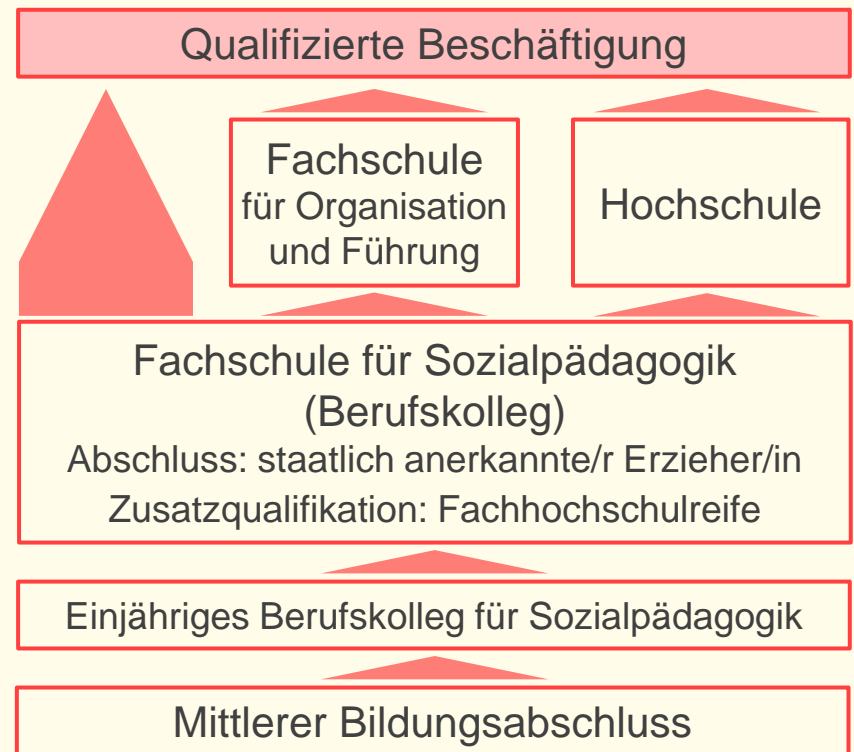 Qualifizierte Beschäftigung
Fachschule
für Organisation
und Führung
Hochschule
Fachschule für Sozialpädagogik
(Berufskolleg)
Abschluss: staatlich anerkannte/r Erzieher/in
Zusatzqualifikation: Fachhochschulreife
Einjähriges Berufskolleg für Sozialpädagogik
Mittlerer Bildungsabschluss